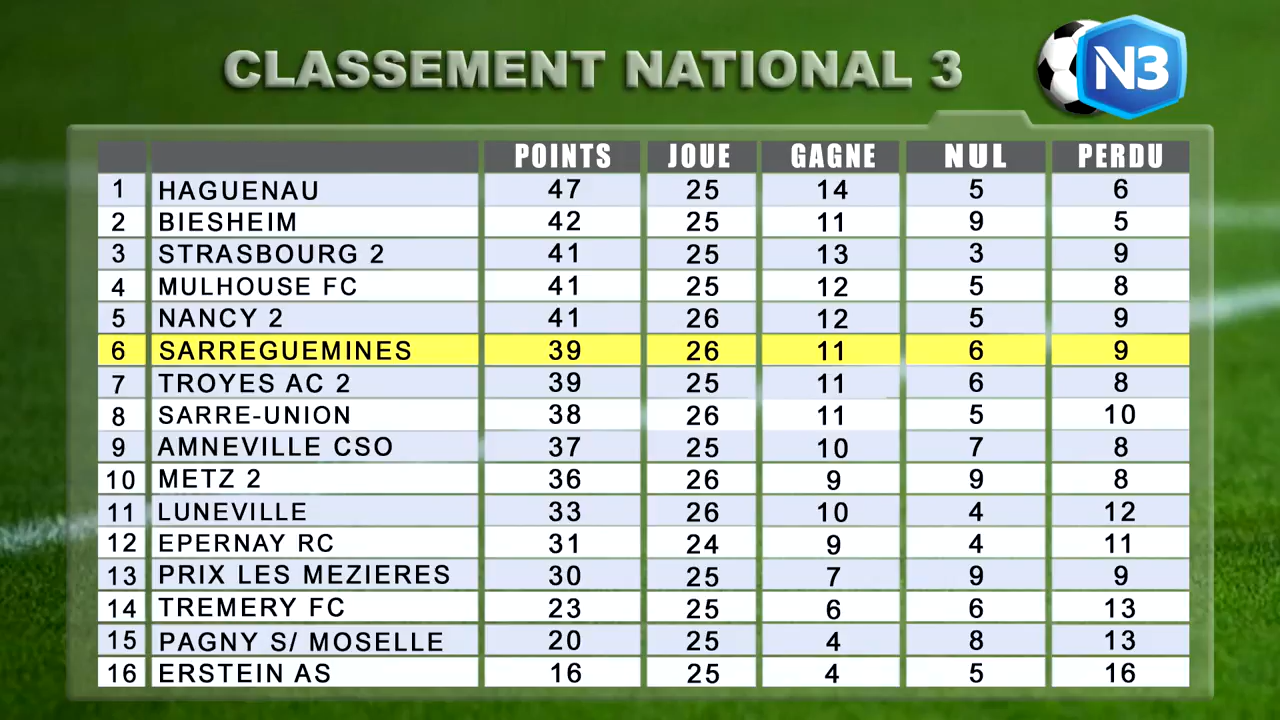 CLASSEMENT NATIONAL 3
N3
POINTS JOUE GAGNE NUL PERDU
1 HAGUENAU 47 25 14 5 6
2 BIESHEIM 42 25 11 9 5
3 STRASBOURG 2 41 25 13 3 9
4 MULHOUSE FC 41 25 12 5 8
5 NANCY 2 41 26 12 5 9
6 SARREGUEMINES 39 26 11 6 9
7 TROYES AC 2 39 25 11 6 8
8 SARRE-UNION 38 26 11 5 10
9 AMNEVILLE CSO 37 25 10 7 8
10 METZ 2 36 26 9 9 8
11 LUNEVILLE 33 26 10 4 12
12 EPERNAY RC 31 24 9 4 11
13 PRIX LES MEZIERES 30 25 7 9 9
14 TREMERY FC 23 25 6 6 13
15 PAGNY S/ MOSELLE 20 25 4 8 13
16 ERSTEIN AS 16 25 4 5 16